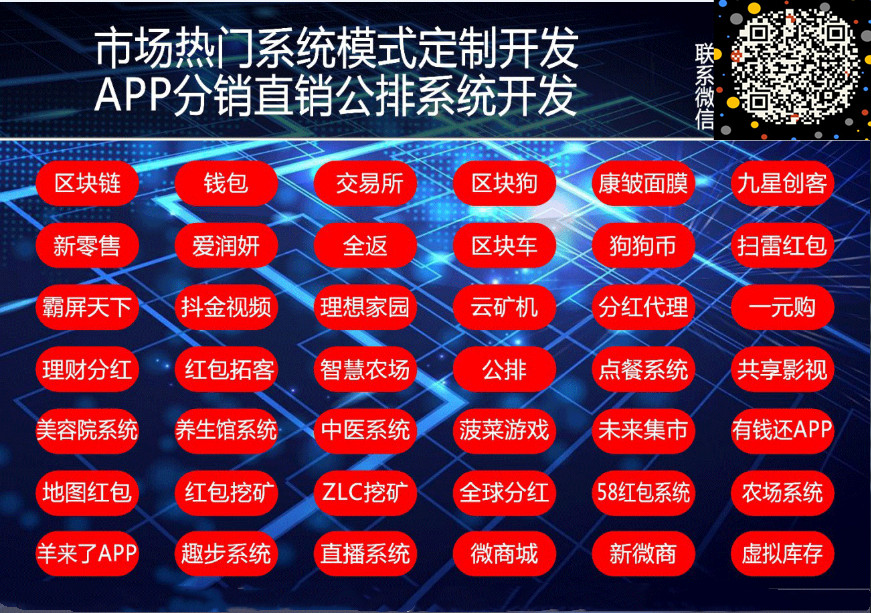 市场热门系统模式定制开发
APP分销直销公排系统开发
联系微信
区块链 钱包 交易所 区块狗 康皱面膜 九星创客
新零售 爱润妍 全返 区块车 狗狗币 扫雷红包
霸屏天下 抖金视频 理想家园 云矿机 分红代理 一元购
理财分红 红包拓客 智慧农场 公排 点餐系统 共享影视
美容院系统 养生馆系统 中医系统 菠菜游戏 未来集市 有钱还APP
地图红包 红包挖矿 ZLC挖矿 全球分红 58红包系统 农场系统
羊来了APP 趣步系统 直播系统 微商城 新微商 虚拟库存